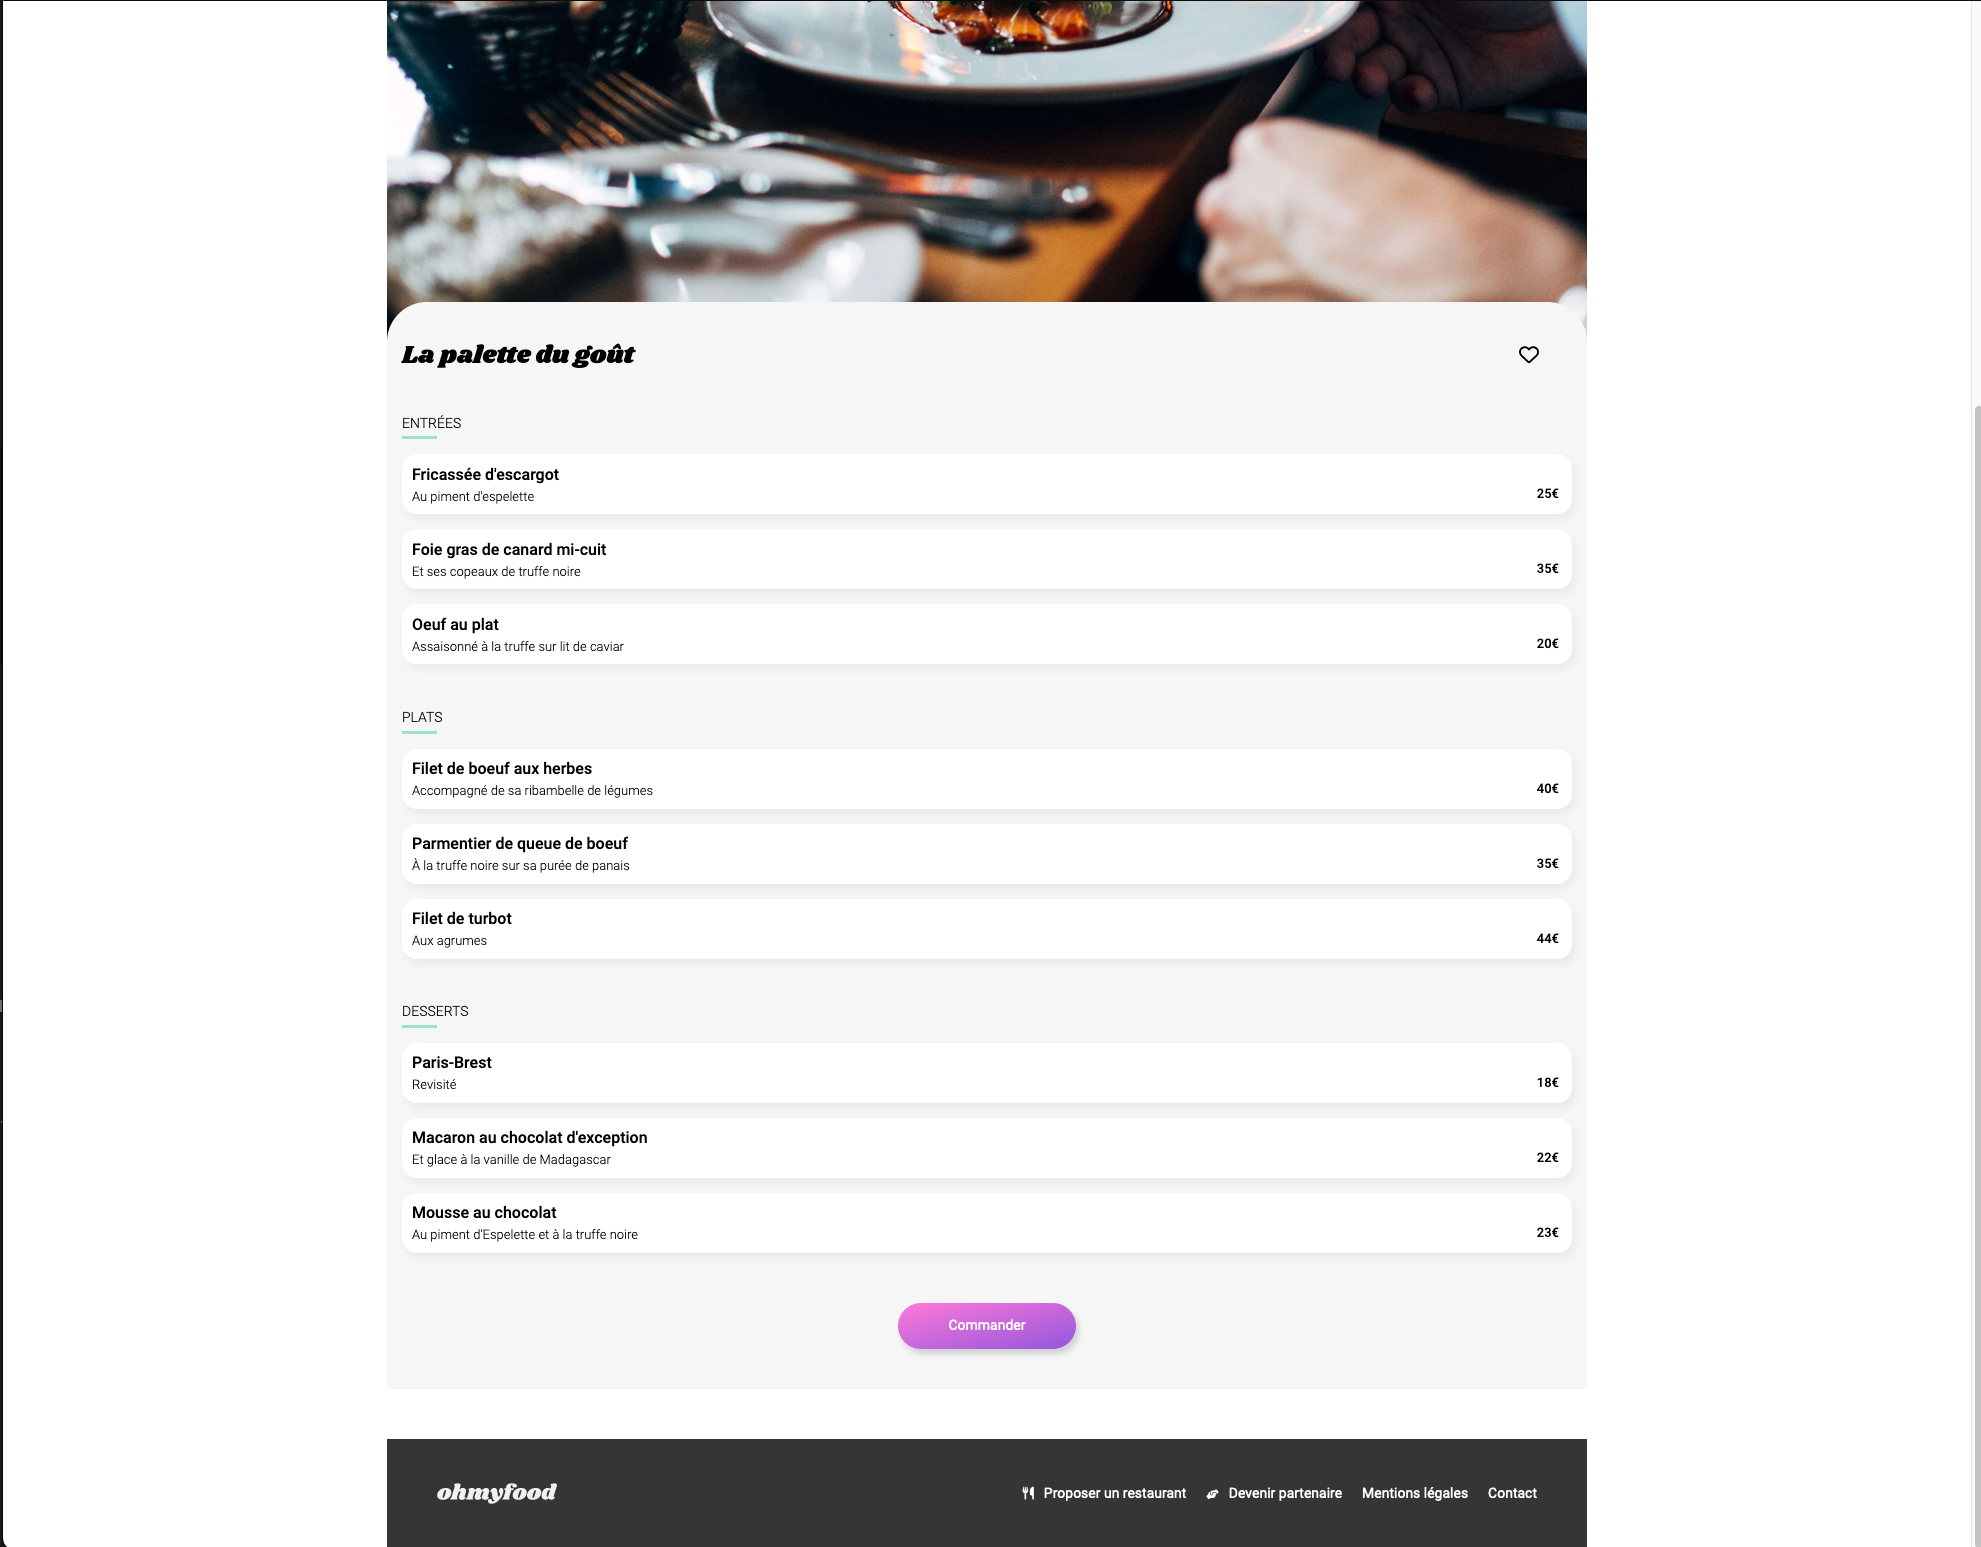 La palette du goût
ENTRÉES
Fricassée d'escargot
Au piment d'espelette
25€
Foie gras de canard mi-cuit
Et ses copeaux de truffe noire
35€
Oeuf au plat
Assaisonné à la truffe sur lit de caviar
20€
PLATS
Filet de boeuf aux herbes
Accompagné de sa ribambelle de légumes
40€
Parmentier de queue de boeuf
À la truffe noire sur sa purée de panais
35€
Filet de turbot
Aux agrumes
44€
DESSERTS
Paris-Brest
Revisité
18€
Macaron au chocolat d'exception
Et glace à la vanille de Madagascar
22€
Mousse au chocolat
Au piment d'Espelette et à la truffe noire
23€
Commander
ohmyfood
Proposer un restaurant Devenir partenaire Mentions légales Contact